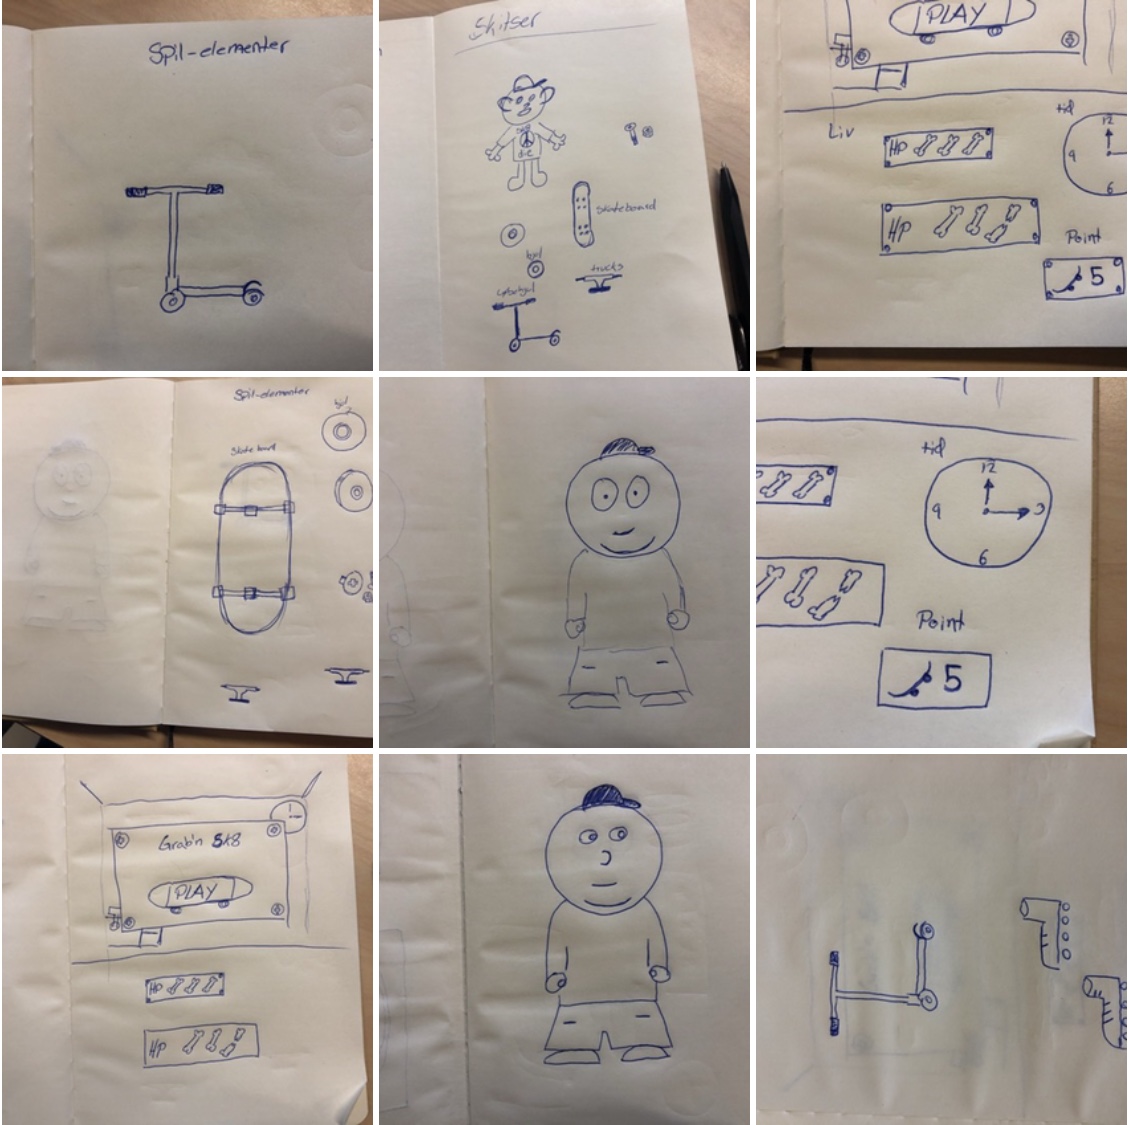 Spil-elementer
Skitser
die
skateboard
hjul
trucks
løbehjul
PLAY
Liv
HP
HP
tid
12
9
6
Point
5
Spil-elementer
hjul
Skateboard
tid
12
9
3
6
Point
5
Grab'n Sk8
PLAY
HP
HP